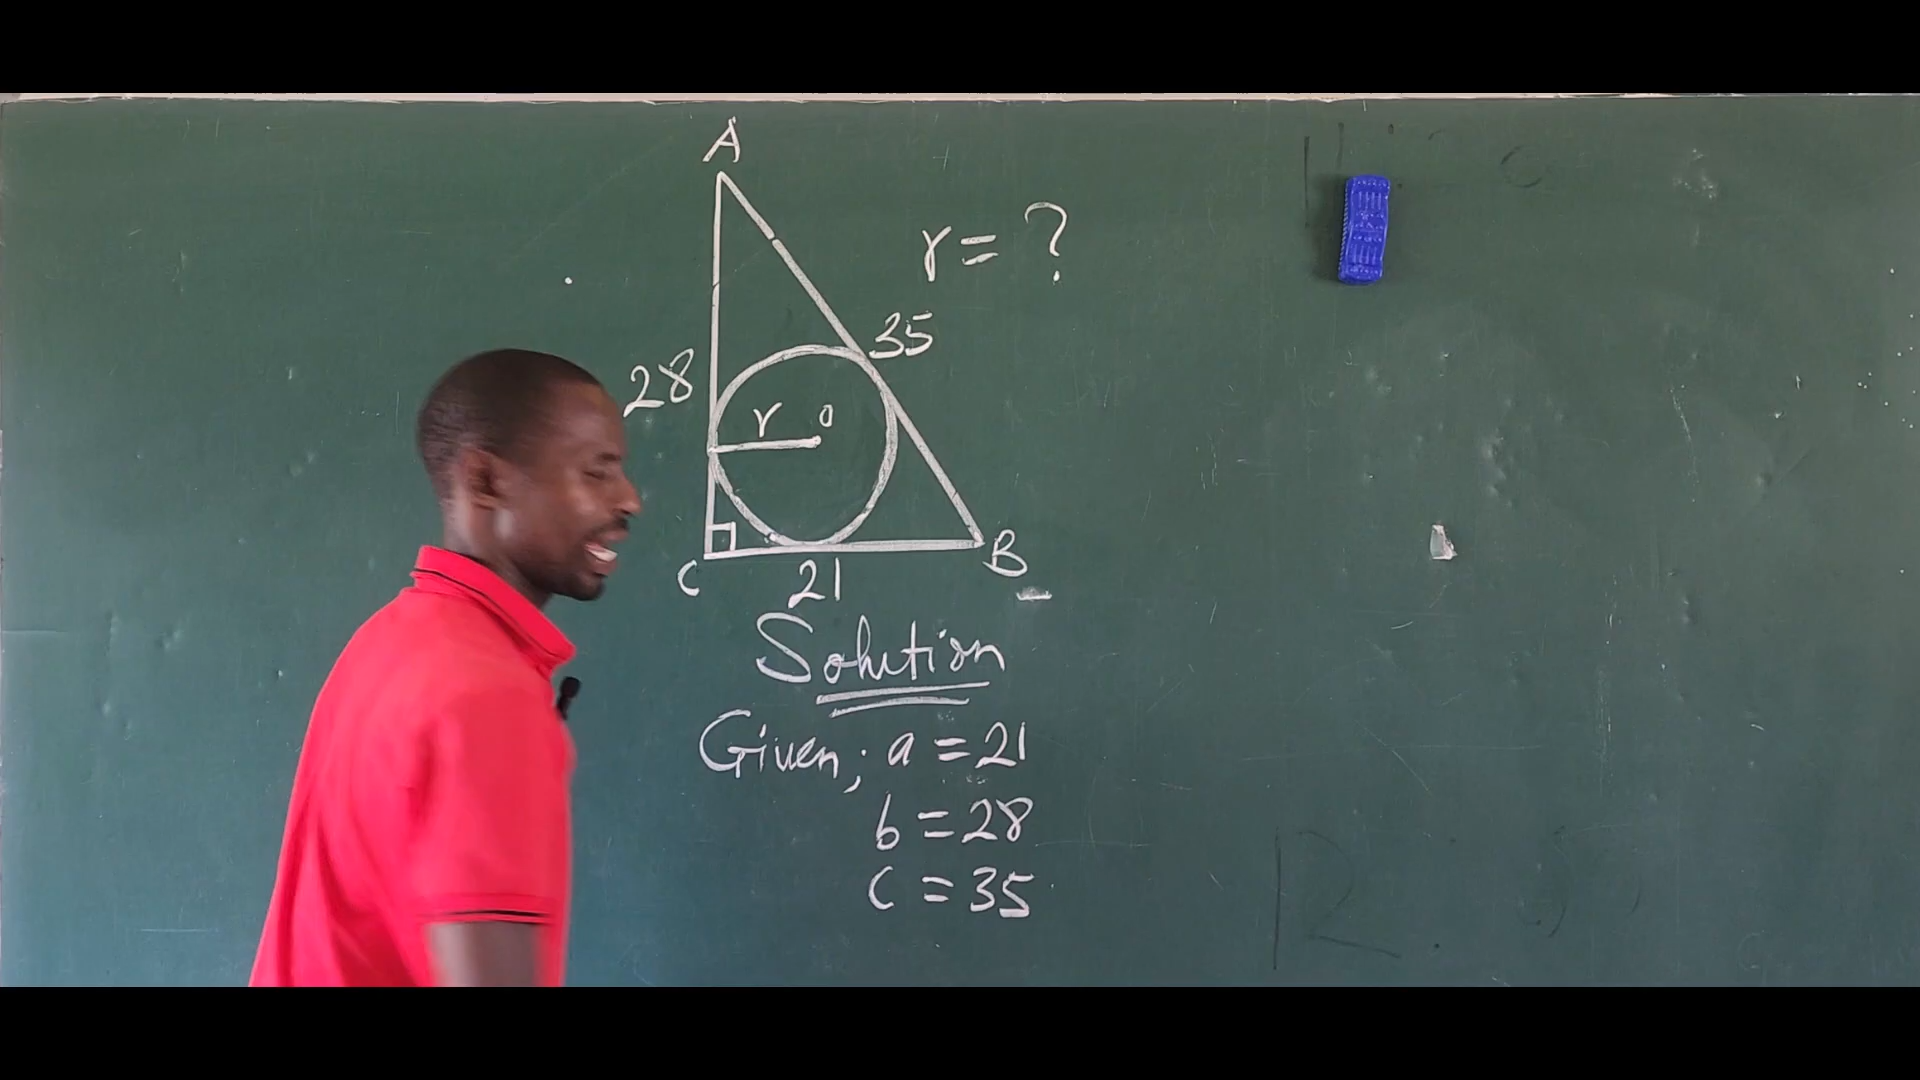 A
r = ?
35
28
r o
C
21
B
Solution
Given; a = 21
b = 28
c = 35